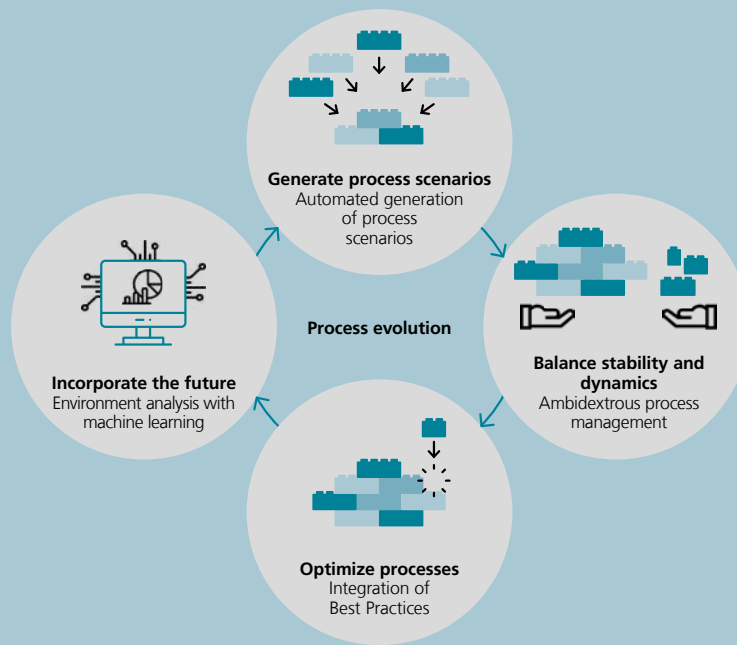 Generate process scenarios
Automated generation
of process
scenarios
Process evolution
Balance stability and
dynamics
Ambidextrous process
management
Incorporate the future
Environment analysis with
machine learning
Optimize processes
Integration of
Best Practices